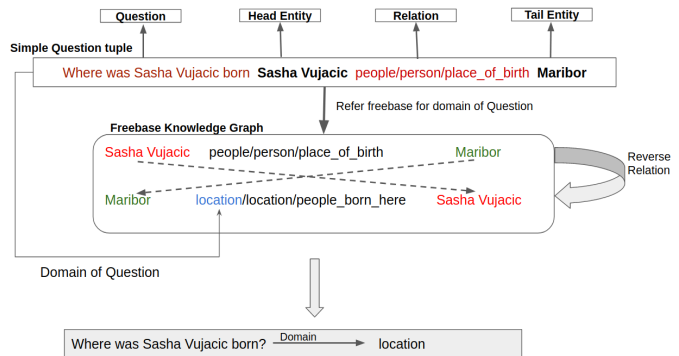 Question Head Entity Relation Tail Entity
Simple Question tuple
Where was Sasha Vujacic born Sasha Vujacic people/person/place_of_birth Maribor
Refer freebase for domain of Question
Freebase Knowledge Graph
Sasha Vujacic people/person/place_of_birth Maribor
Reverse
Relation
Maribor location/location/people_born_here Sasha Vujacic
Domain of Question
Where was Sasha Vujacic born? Domain location